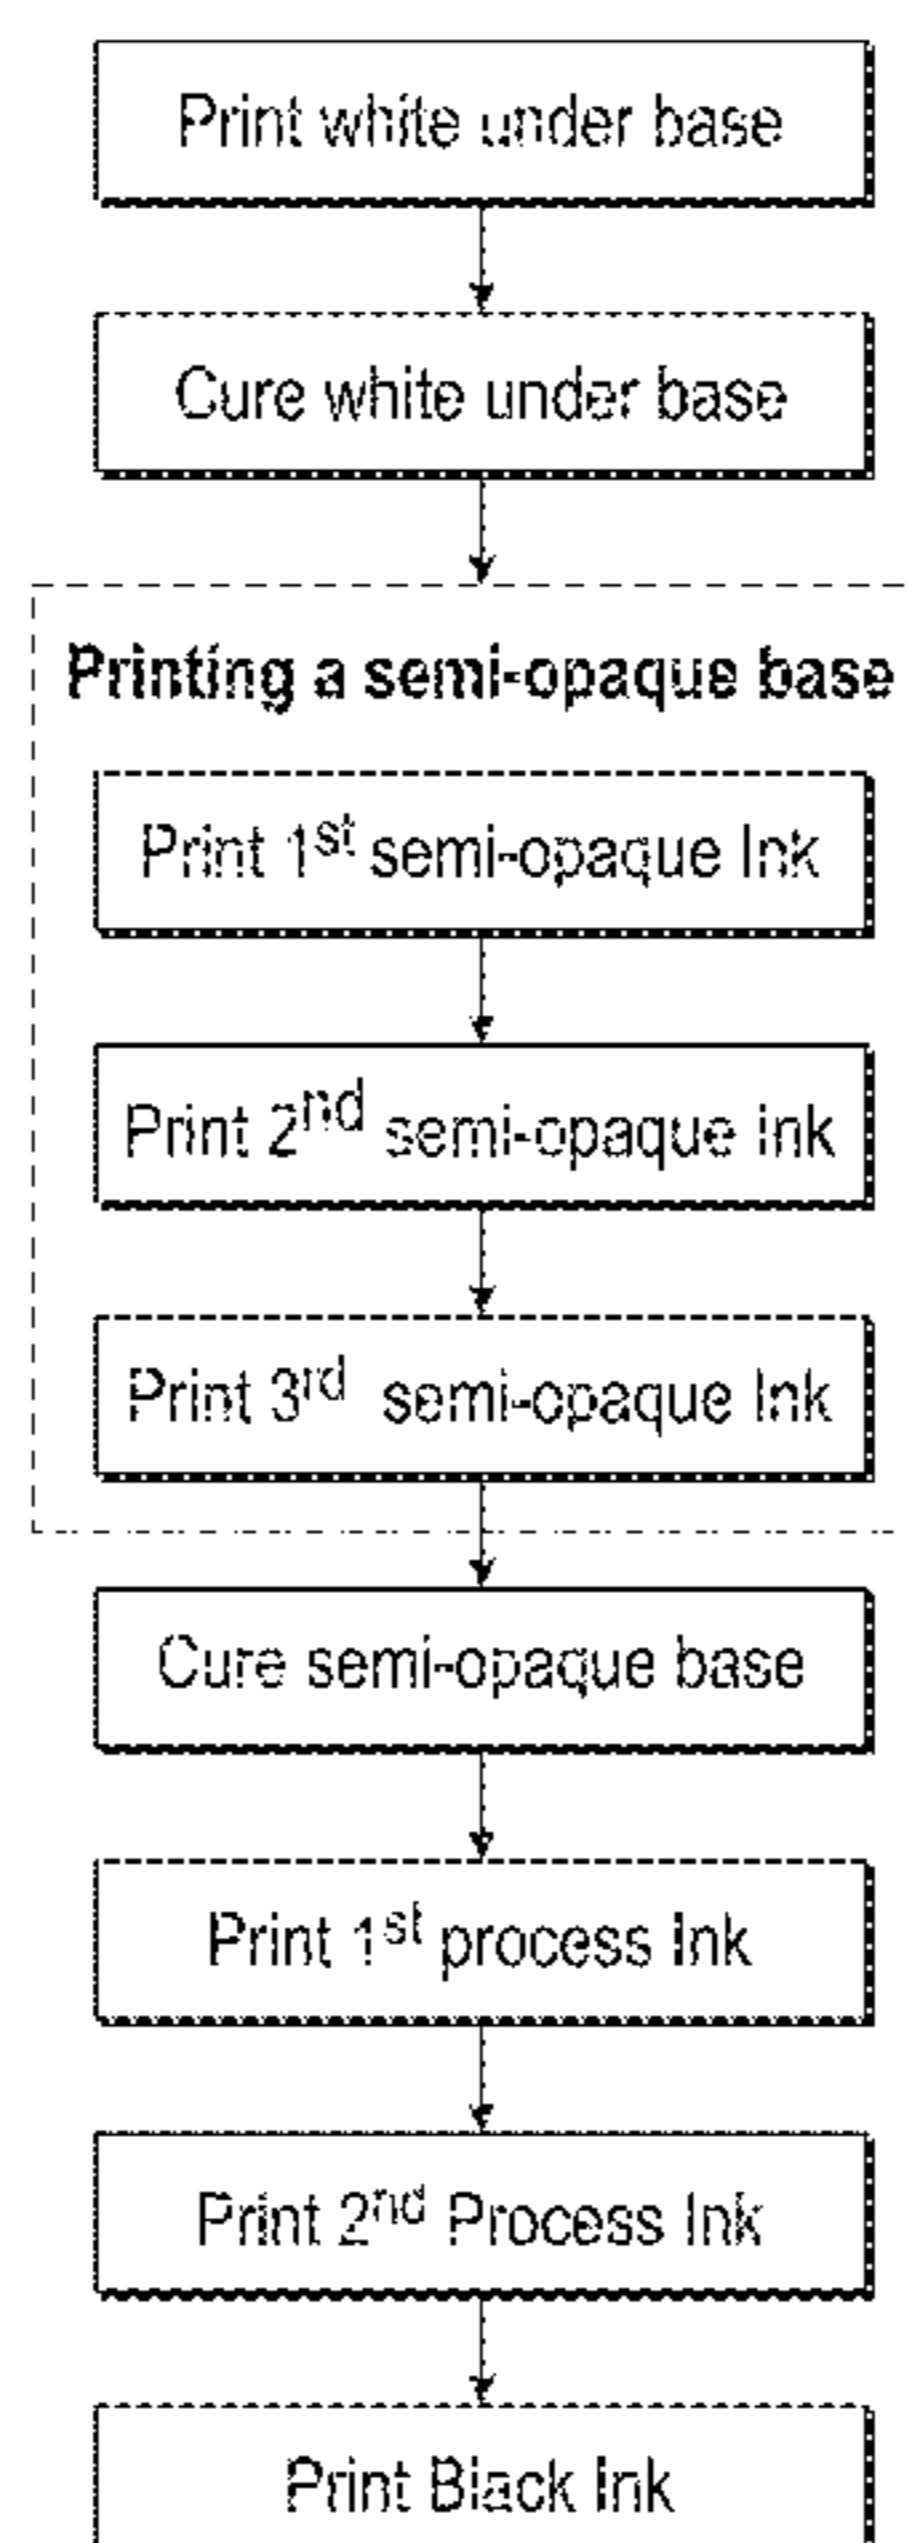 Print white under base
Cure white under base
Printing a semi-opaque base
Print 1st semi-opaque Ink
Print 2nd semi-opaque Ink
Print 3rd semi-opaque Ink
Cure semi-opaque base
Print 1st process Ink
Print 2nd Process Ink
Print Black Ink